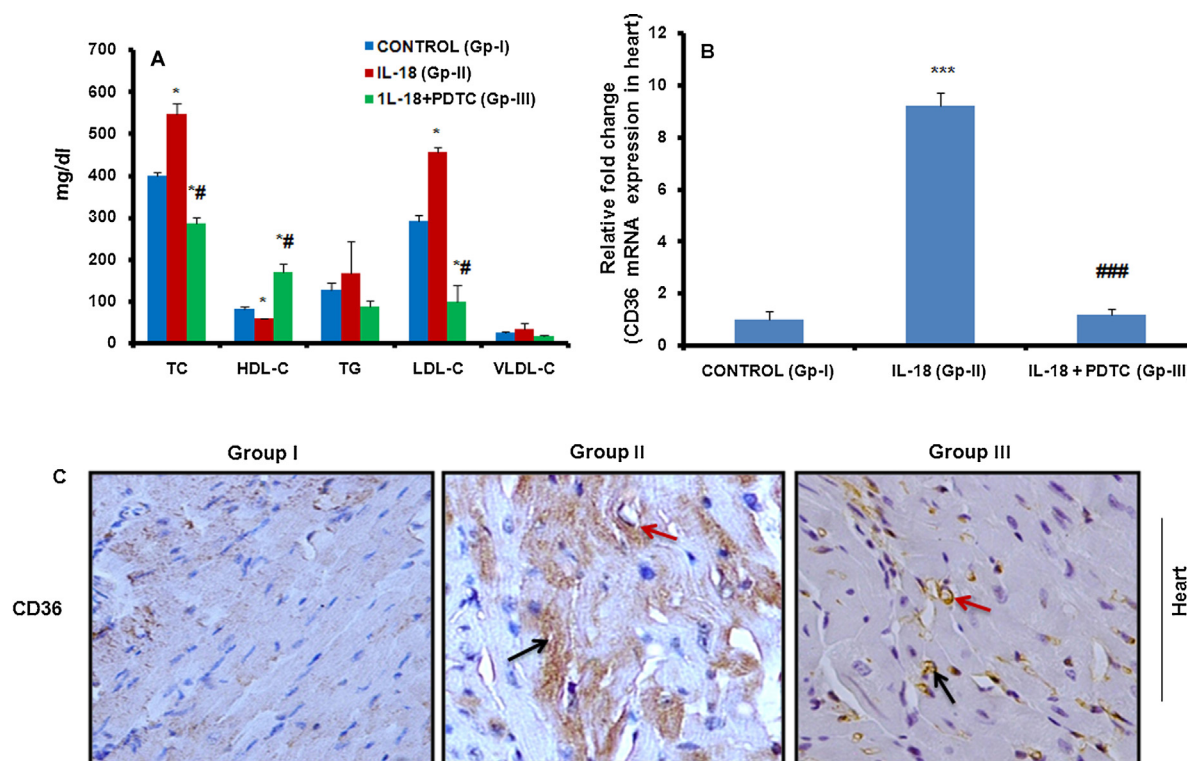 A
CONTROL (Gp-I)
IL-18 (Gp-II)
1L-18+PDTC (Gp-III)
mg/dl
700
600
500
400
300
200
100
0
*
*#
*
*#
*
*#
TC
HDL-C
TG
LDL-C
VLDL-C
B
Relative fold change
(CD36 mRNA expression in heart)
12
10
8
6
4
2
0
***
###
CONTROL (Gp-I)
IL-18 (Gp-II)
IL-18 + PDTC (Gp-III
C
Group I
Group II
Group III
CD36
Heart